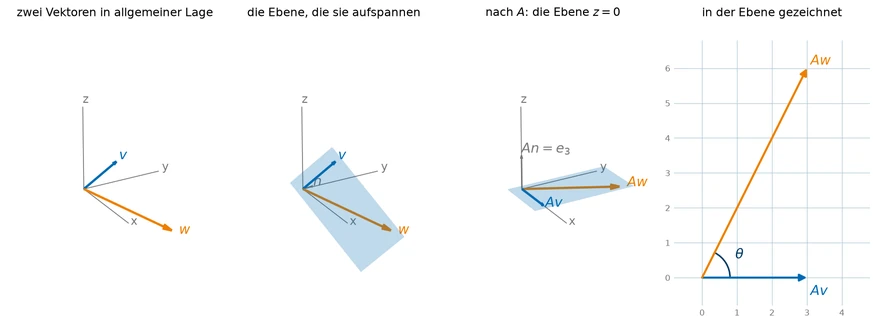 zwei Vektoren in allgemeiner Lage
z
v
y
x
w
die Ebene, die sie aufspannen
z
v
n
y
x
w
nach A: die Ebene z = 0
z
An = e₃
y
Aw
Av
x
in der Ebene gezeichnet
Aw
6
5
4
3
2
1
0
θ
Av
0 1 2 3 4